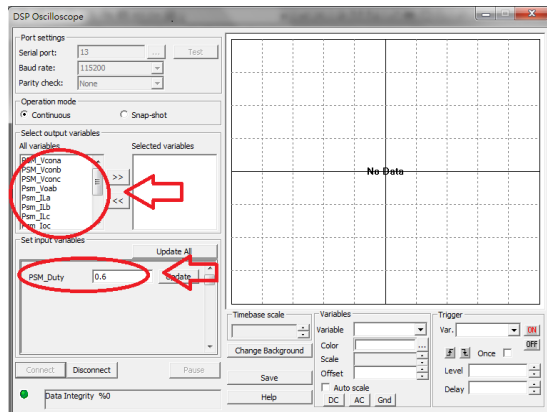 DSP Oscilloscope
Port settings
Serial port: 13 ... Test
Baud rate: 115200
Parity check: None
Operation mode
Continuous Snap-shot
Select output variables
All variables Selected variables
PSM_Vcona
PSM_Vconb
PSM_Vconc
Psm_Voab
Psm_ILa
Psm_ILb
Psm_ILc
Psm_Ioc
>>
<<
No Data
Set input variables
Update All
PSM_Duty 0.6 Update
Connect Disconnect Pause
Data Integrity %0
Timebase scale
Change Background
Save
Help
Variables
Variable
Color ...
Scale
Offset
Auto scale
DC AC Gnd
Trigger
Var. ON
OFF
Once
Level
Delay